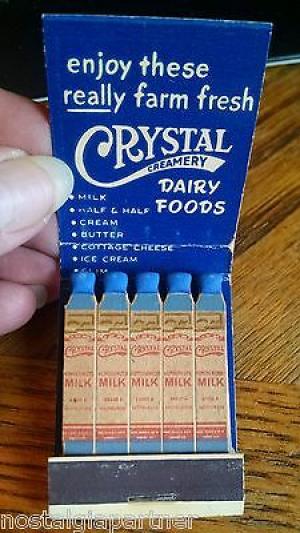 enjoy these
really farm fresh
CRYSTAL
CREAMERY
DAIRY
FOODS
• MILK
• HALF & HALF
• CREAM
• BUTTER
• COTTAGE CHEESE
• ICE CREAM
CRYSTAL CRYSTAL CRYSTAL CRYSTAL CRYSTAL
MILK MILK MILK MILK MILK
nostalgiapartner